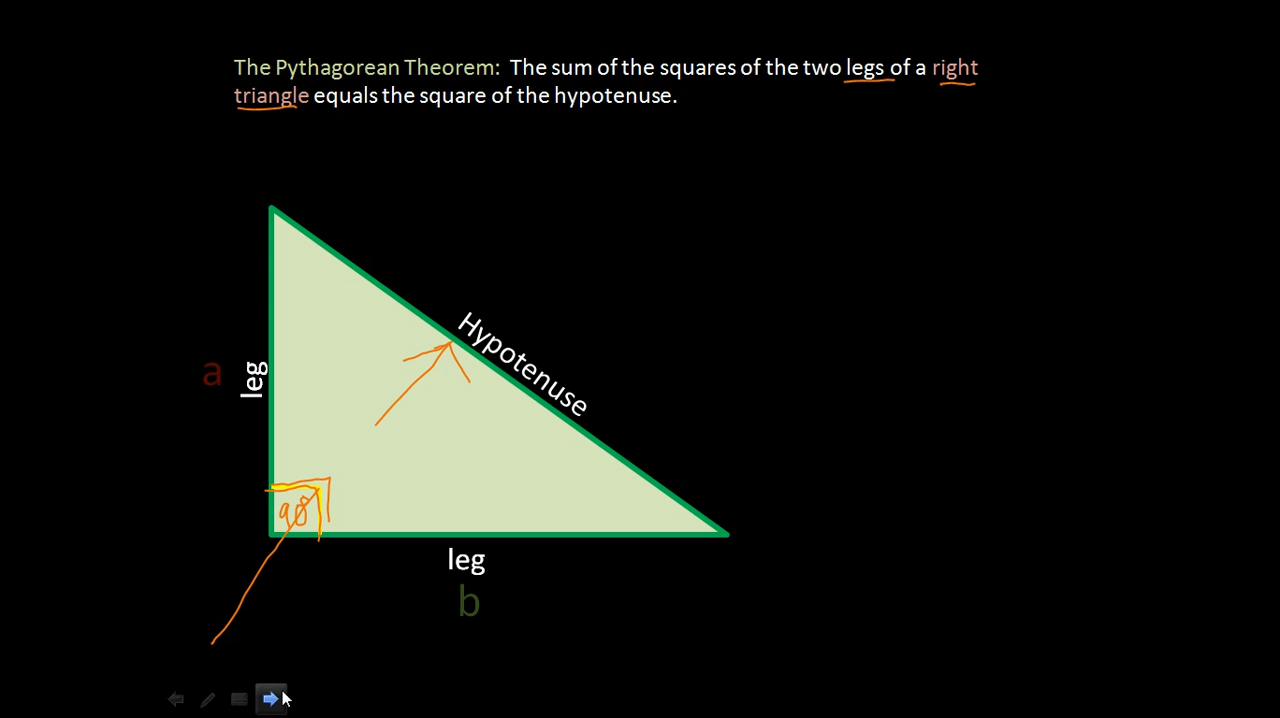 The Pythagorean Theorem: The sum of the squares of the two legs of a right
triangle equals the square of the hypotenuse.
Hypotenuse
a
leg
90°
leg
b